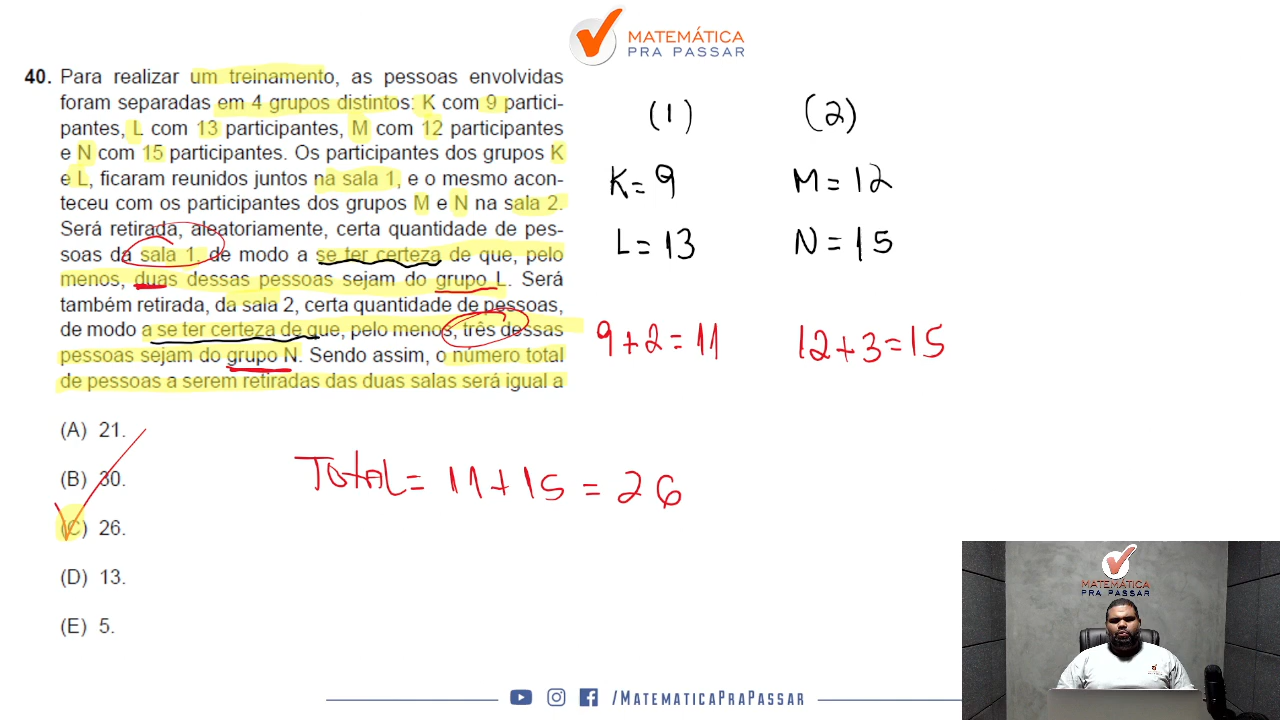 MATEMÁTICA
PRA PASSAR
40. Para realizar um treinamento, as pessoas envolvidas
foram separadas em 4 grupos distintos: K com 9 partici-
pantes, L com 13 participantes, M com 12 participantes
e N com 15 participantes. Os participantes dos grupos K
e L, ficaram reunidos juntos na sala 1, e o mesmo acon-
teceu com os participantes dos grupos M e N na sala 2.
Será retirada, aleatoriamente, certa quantidade de pes-
soas da sala 1, de modo a se ter certeza de que, pelo
menos, duas dessas pessoas sejam do grupo L. Será
também retirada, da sala 2, certa quantidade de pessoas,
de modo a se ter certeza de que, pelo menos, três dessas
pessoas sejam do grupo N. Sendo assim, o número total
de pessoas a serem retiradas das duas salas será igual a
(A) 21.
(B) 30.
(C) 26.
(D) 13.
(E) 5.
(1) (2)
K=9 M=12
L=13 N=15
9+2=11 12+3=15
TOTAL= 11+15=26
MATEMÁTICA
PRA PASSAR
/MATEMATICAPRAPASSAR